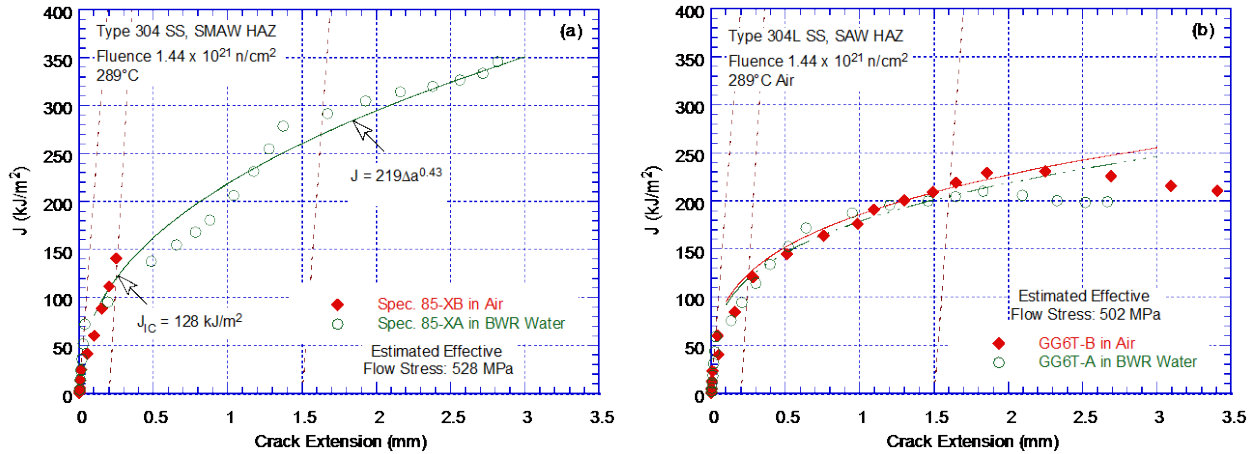 (a)
Type 304 SS, SMAW HAZ
Fluence 1.44 x 10²¹ n/cm²
289°C
J = 219Δa⁰·⁴³
J_IC = 128 kJ/m²
Spec. 85-XB in Air
Spec. 85-XA in BWR Water
Estimated Effective
Flow Stress: 528 MPa
J (kJ/m²)
400
350
300
250
200
150
100
50
0
0 0.5 1 1.5 2 2.5 3 3.5
Crack Extension (mm)
(b)
Type 304L SS, SAW HAZ
Fluence 1.44 x 10²¹ n/cm²
289°C Air
Estimated Effective
Flow Stress: 502 MPa
GG6T-B in Air
GG6T-A in BWR Water
J (kJ/m²)
400
350
300
250
200
150
100
50
0
0 0.5 1 1.5 2 2.5 3 3.5
Crack Extension (mm)